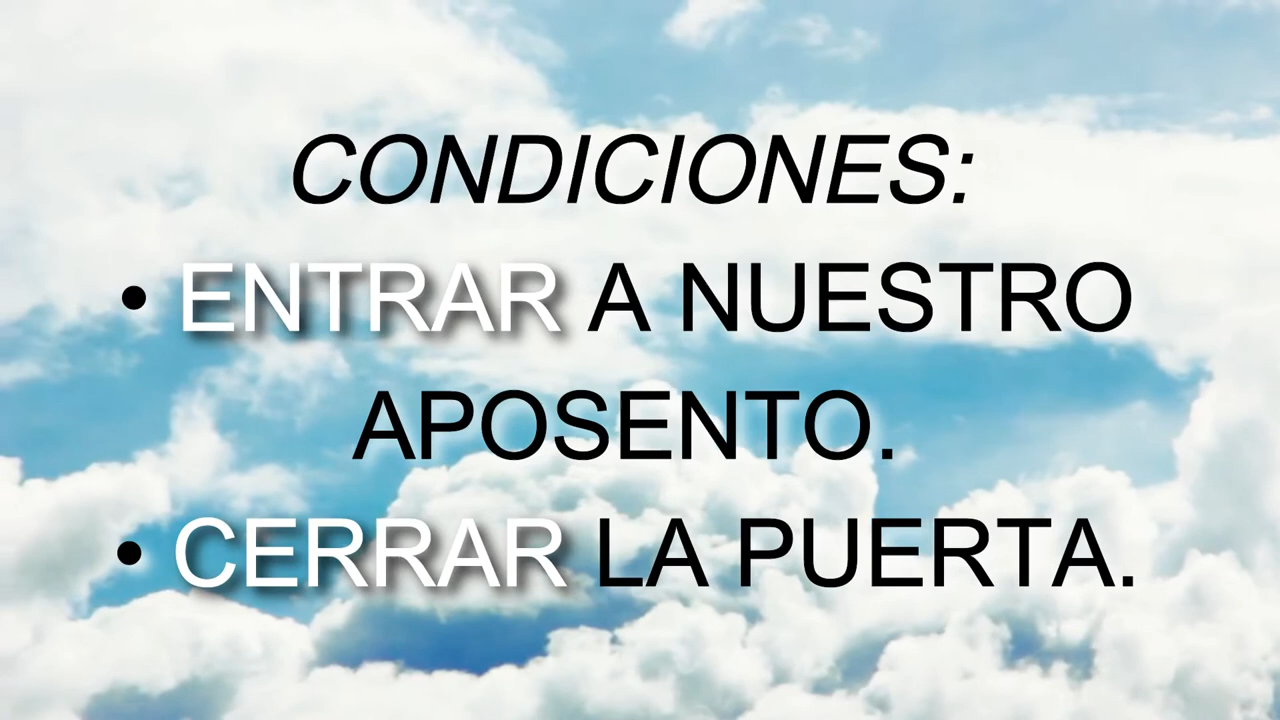 CONDICIONES:
• ENTRAR A NUESTRO
APOSENTO.
• CERRAR LA PUERTA.